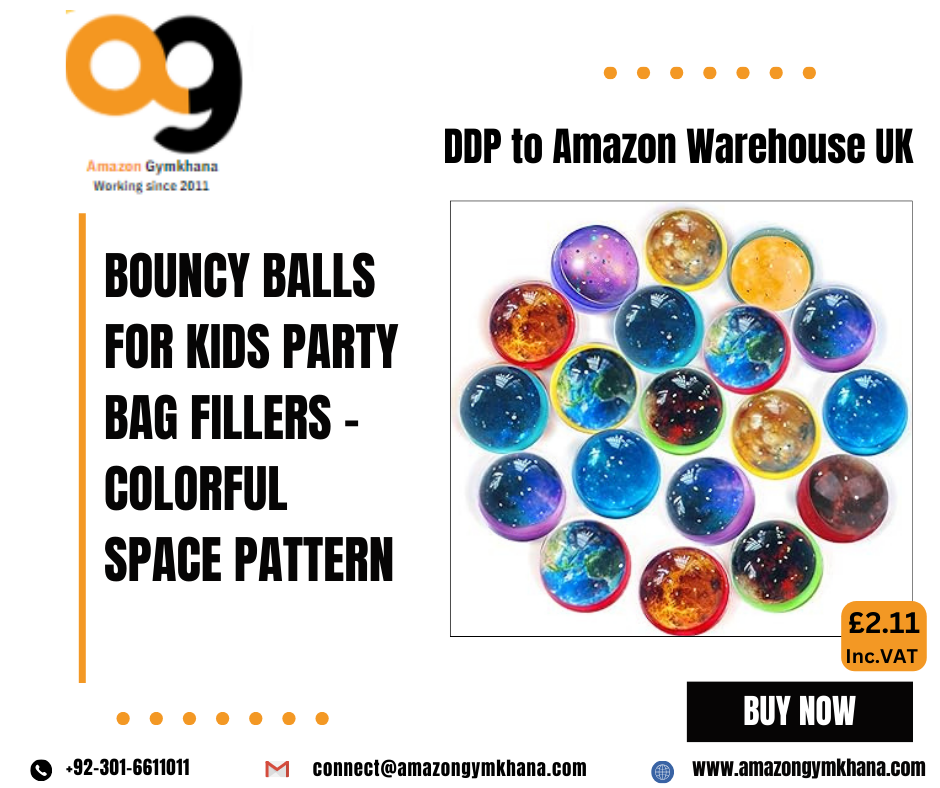 Amazon Gymkhana
Working since 2011
DDP to Amazon Warehouse UK
BOUNCY BALLS
FOR KIDS PARTY
BAG FILLERS -
COLORFUL
SPACE PATTERN
£2.11
Inc.VAT
BUY NOW
+92-301-6611011
connect@amazongymkhana.com
www.amazongymkhana.com